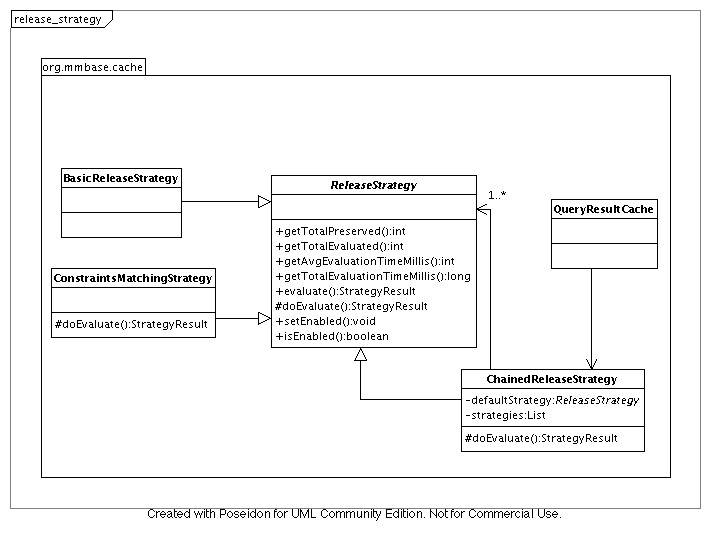 release_strategy
org.mmbase.cache
BasicReleaseStrategy
ReleaseStrategy
+getTotalPreserved():int
+getTotalEvaluated():int
+getAvgEvaluationTimeMillis():int
+getTotalEvaluationTimeMillis():long
+evaluate():StrategyResult
#doEvaluate():StrategyResult
+setEnabled():void
+isEnabled():boolean
1..*
QueryResultCache
ConstraintsMatchingStrategy
#doEvaluate():StrategyResult
ChainedReleaseStrategy
-defaultStrategy:ReleaseStrategy
-strategies:List
#doEvaluate():StrategyResult
Created with Poseidon for UML Community Edition. Not for Commercial Use.